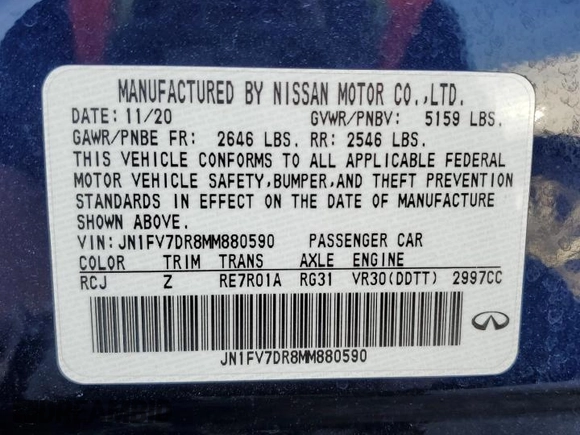 MANUFACTURED BY NISSAN MOTOR CO.,LTD.
DATE: 11/20 GVWR/PNBV: 5159 LBS.
GAWR/PNBE FR: 2646 LBS. RR: 2546 LBS.
THIS VEHICLE CONFORMS TO ALL APPLICABLE FEDERAL
MOTOR VEHICLE SAFETY,BUMPER,AND THEFT PREVENTION
STANDARDS IN EFFECT ON THE DATE OF MANUFACTURE
SHOWN ABOVE.
VIN: JN1FV7DR8MM880590 PASSENGER CAR
COLOR TRIM TRANS AXLE ENGINE
RCJ Z RE7R01A RG31 VR30(DDTT) 2997CC
JN1FV7DR8MM880590